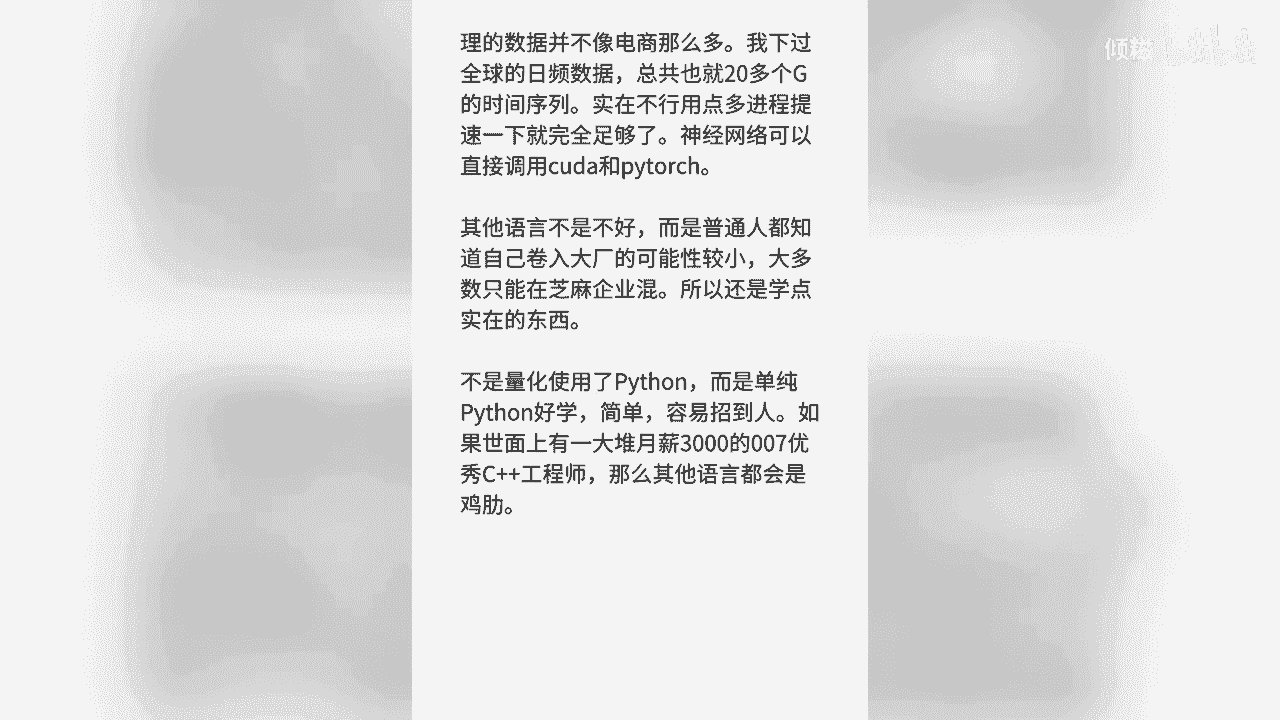 倾
理的数据并不像电商那么多。我下过
全球的日频数据，总共也就20多个G
的时间序列。实在不行用点多进程提
速一下就完全足够了。神经网络可以
直接调用cuda和pytorch。
其他语言不是不好，而是普通人都知
道自己卷入大厂的可能性较小，大多
数只能在芝麻企业混。所以还是学点
实在的东西。
不是量化使用了Python，而是单纯
Python好学，简单，容易招到人。如
果世面上有一大堆月薪3000的007优
秀C++工程师，那么其他语言都会是
鸡肋。